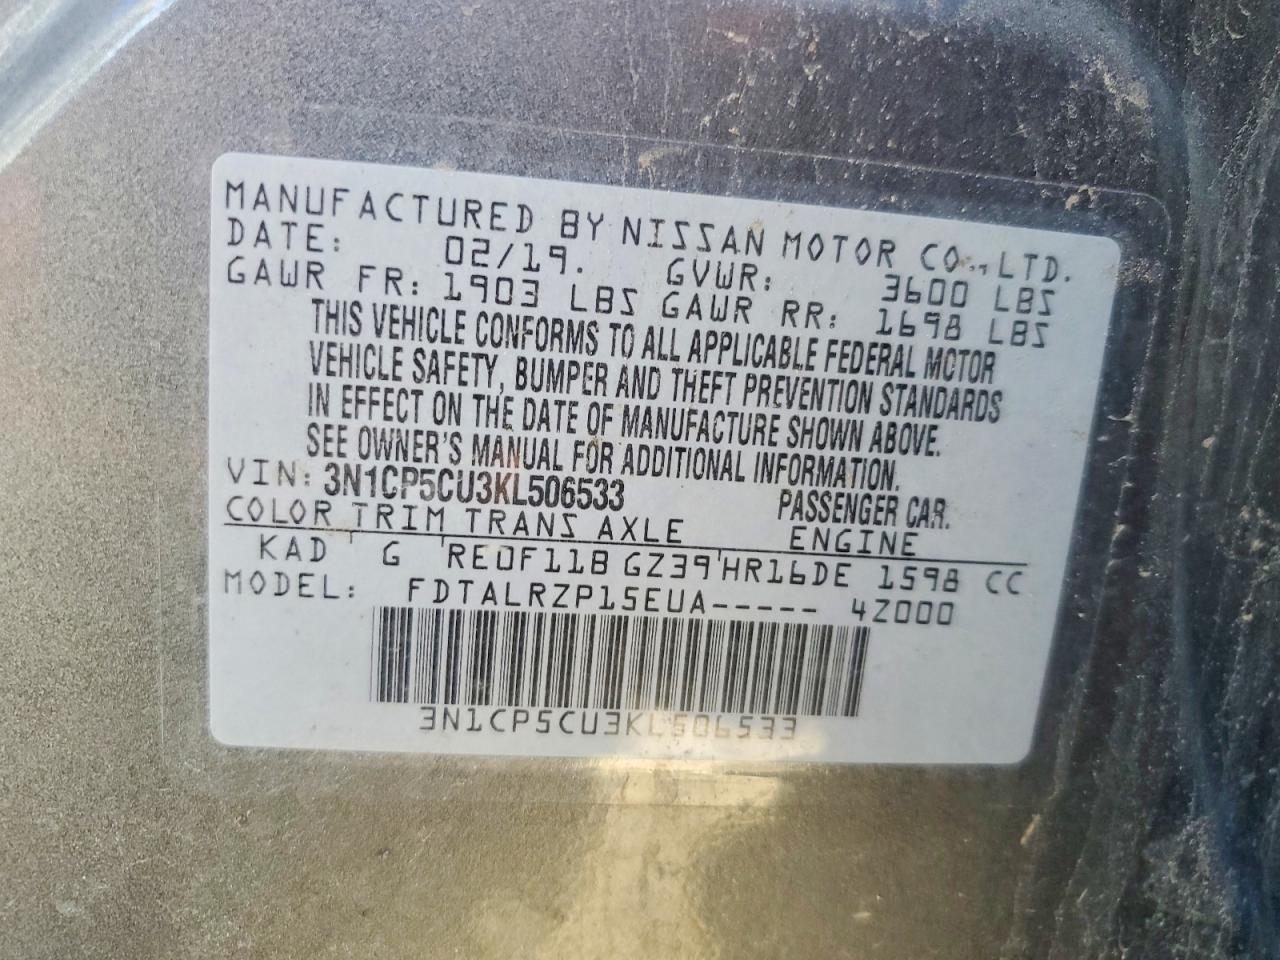 MANUFACTURED BY NISSAN MOTOR CO., LTD.
DATE: 02/19. GVWR: 3600 LBS
GAWR FR: 1903 LBS GAWR RR: 1698 LBS
THIS VEHICLE CONFORMS TO ALL APPLICABLE FEDERAL MOTOR
VEHICLE SAFETY, BUMPER AND THEFT PREVENTION STANDARDS
IN EFFECT ON THE DATE OF MANUFACTURE SHOWN ABOVE.
SEE OWNER'S MANUAL FOR ADDITIONAL INFORMATION.
VIN: 3N1CP5CU3KL506533 PASSENGER CAR.
COLOR TRIM TRANS AXLE ENGINE
KAD G RE0F11B GZ39 HR16DE 1598 CC
MODEL: FDTALRZP15EUA----- 4Z000
3N1CP5CU3KL506533